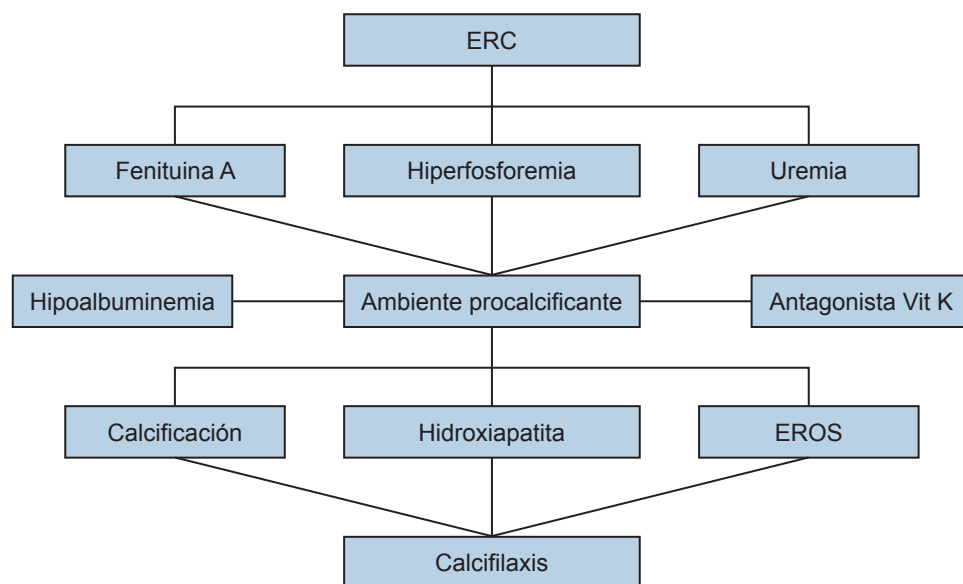 ERC
Fenituina A
Hiperfosforemia
Uremia
Hipoalbuminemia
Ambiente procalcificante
Antagonista Vit K
Calcificación
Hidroxiapatita
EROS
Calcifilaxis